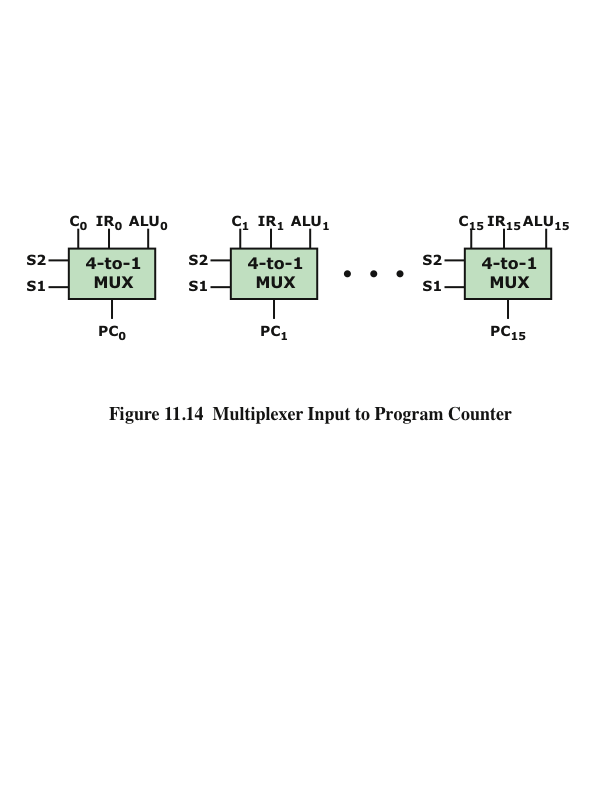 C0 IR0 ALU0 C1 IR1 ALU1 C15 IR15 ALU15
S2 4-to-1 S2 4-to-1 S2 4-to-1
S1 MUX S1 MUX • • • S1 MUX
PC0 PC1 PC15
Figure 11.14 Multiplexer Input to Program Counter